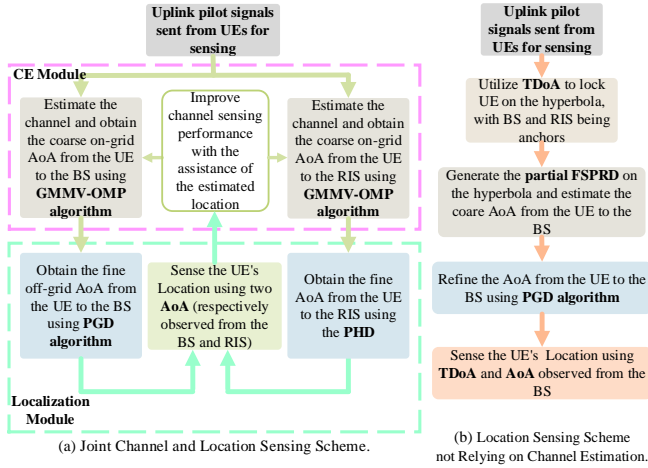 Uplink pilot signals
sent from UEs for
sensing
CE Module
Estimate the
channel and obtain
the coarse on-grid
AoA from the UE
to the BS using
GMMV-OMP
algorithm
Improve
channel sensing
performance
with the
assistance of
the estimated
location
Estimate the
channel and obtain
the coarse on-grid
AoA from the UE
to the RIS using
GMMV-OMP
algorithm
Obtain the fine
off-grid AoA from
the UE to the BS
using PGD
algorithm
Sense the UE's
Location using two
AoA (respectively
observed from the
BS and RIS)
Obtain the fine
AoA from the UE
to the RIS using
the PHD
Localization
Module
(a) Joint Channel and Location Sensing Scheme.
Uplink pilot
signals sent from
UEs for sensing
Utilize TDoA to lock
UE on the hyperbola,
with BS and RIS being
anchors
Generate the partial FSPRD on
the hyperbola and estimate the
coare AoA from the UE to the
BS
Refine the AoA from the UE to the
BS using PGD algorithm
Sense the UE's Location using
TDoA and AoA observed from the
BS
(b) Location Sensing Scheme
not Relying on Channel Estimation.